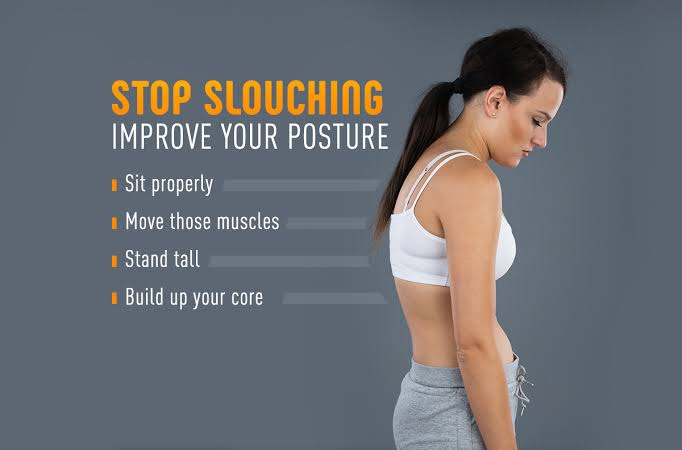 STOP SLOUCHING
IMPROVE YOUR POSTURE
Sit properly
Move those muscles
Stand tall
Build up your core